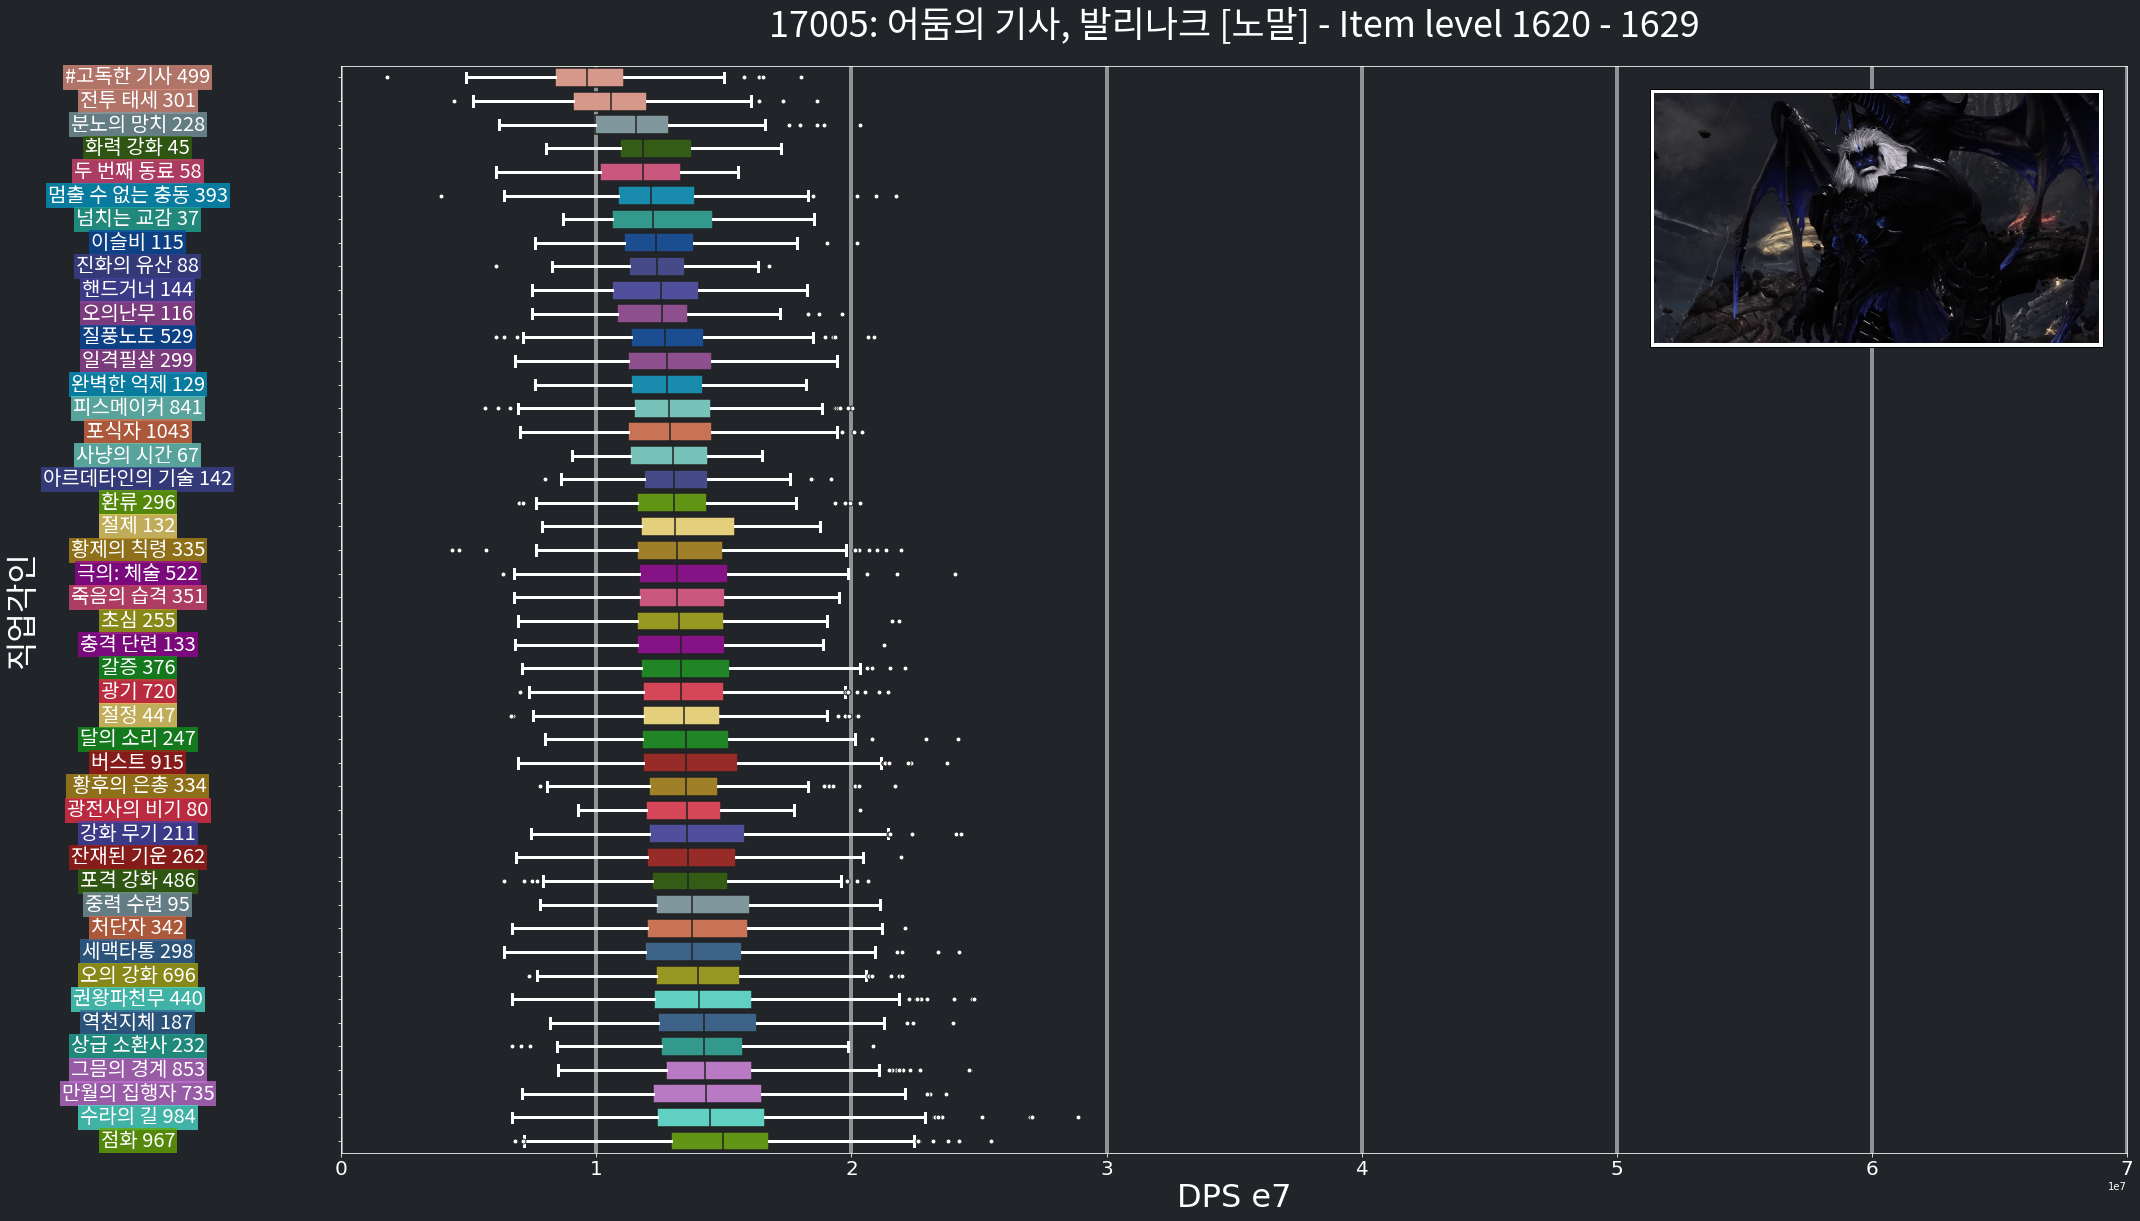 17005: 어둠의 기사, 발리나크 [노말] - Item level 1620 - 1629
직업각인
#고독한 기사 499
전투 태세 301
분노의 망치 228
화력 강화 45
두 번째 동료 58
멈출 수 없는 충동 393
넘치는 교감 37
이슬비 115
진화의 유산 88
핸드거너 144
오의난무 116
질풍노도 529
일격필살 299
완벽한 억제 129
피스메이커 841
포식자 1043
사냥의 시간 67
아르데타인의 기술 142
환류 296
절제 132
황제의 칙령 335
극의: 체술 522
죽음의 습격 351
초심 255
충격 단련 133
갈증 376
광기 720
절정 447
달의 소리 247
버스트 915
황후의 은총 334
광전사의 비기 80
강화 무기 211
잔재된 기운 262
포격 강화 486
중력 수련 95
처단자 342
세맥타통 298
오의 강화 696
권왕파천무 440
역천지체 187
상급 소환사 232
그믐의 경계 853
만월의 집행자 735
수라의 길 984
점화 967
0 1 2 3 4 5 6 7
1e7
DPS e7